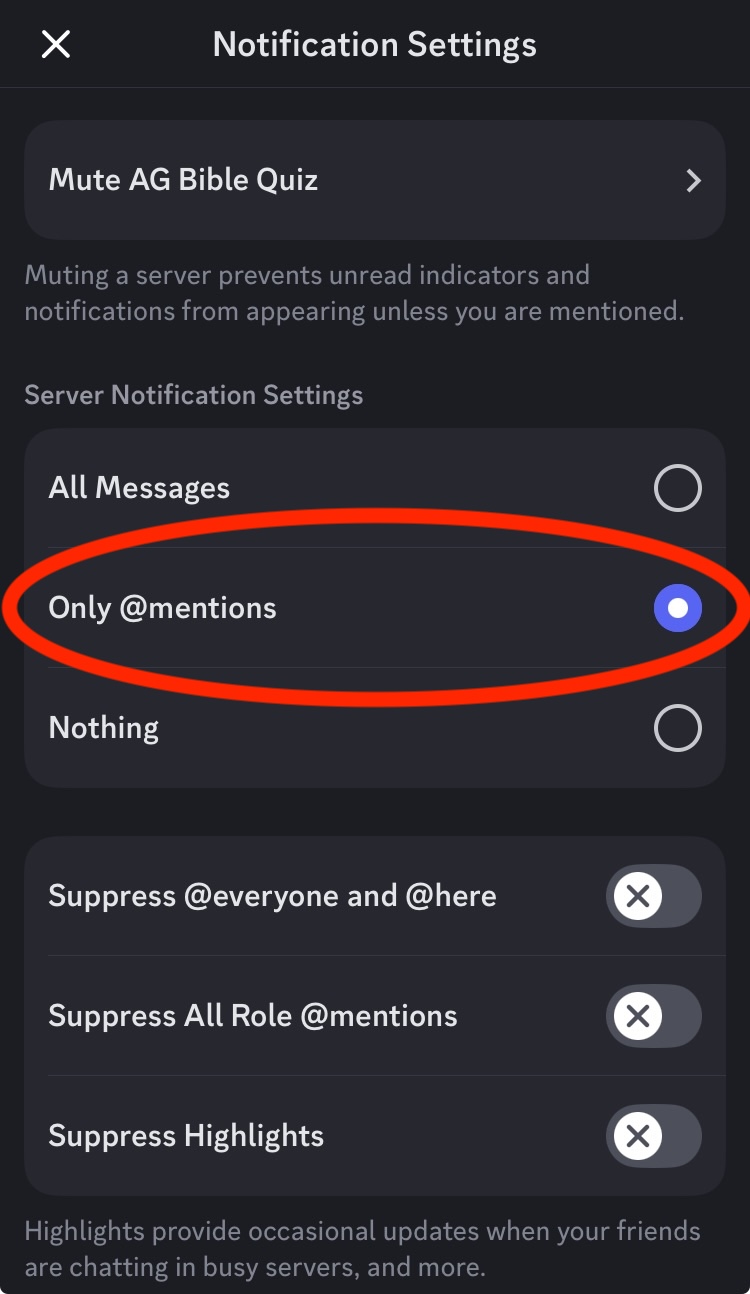 Notification Settings
Mute AG Bible Quiz
Muting a server prevents unread indicators and
notifications from appearing unless you are mentioned.
Server Notification Settings
All Messages
Only @mentions
Nothing
Suppress @everyone and @here
Suppress All Role @mentions
Suppress Highlights
Highlights provide occasional updates when your friends
are chatting in busy servers, and more.